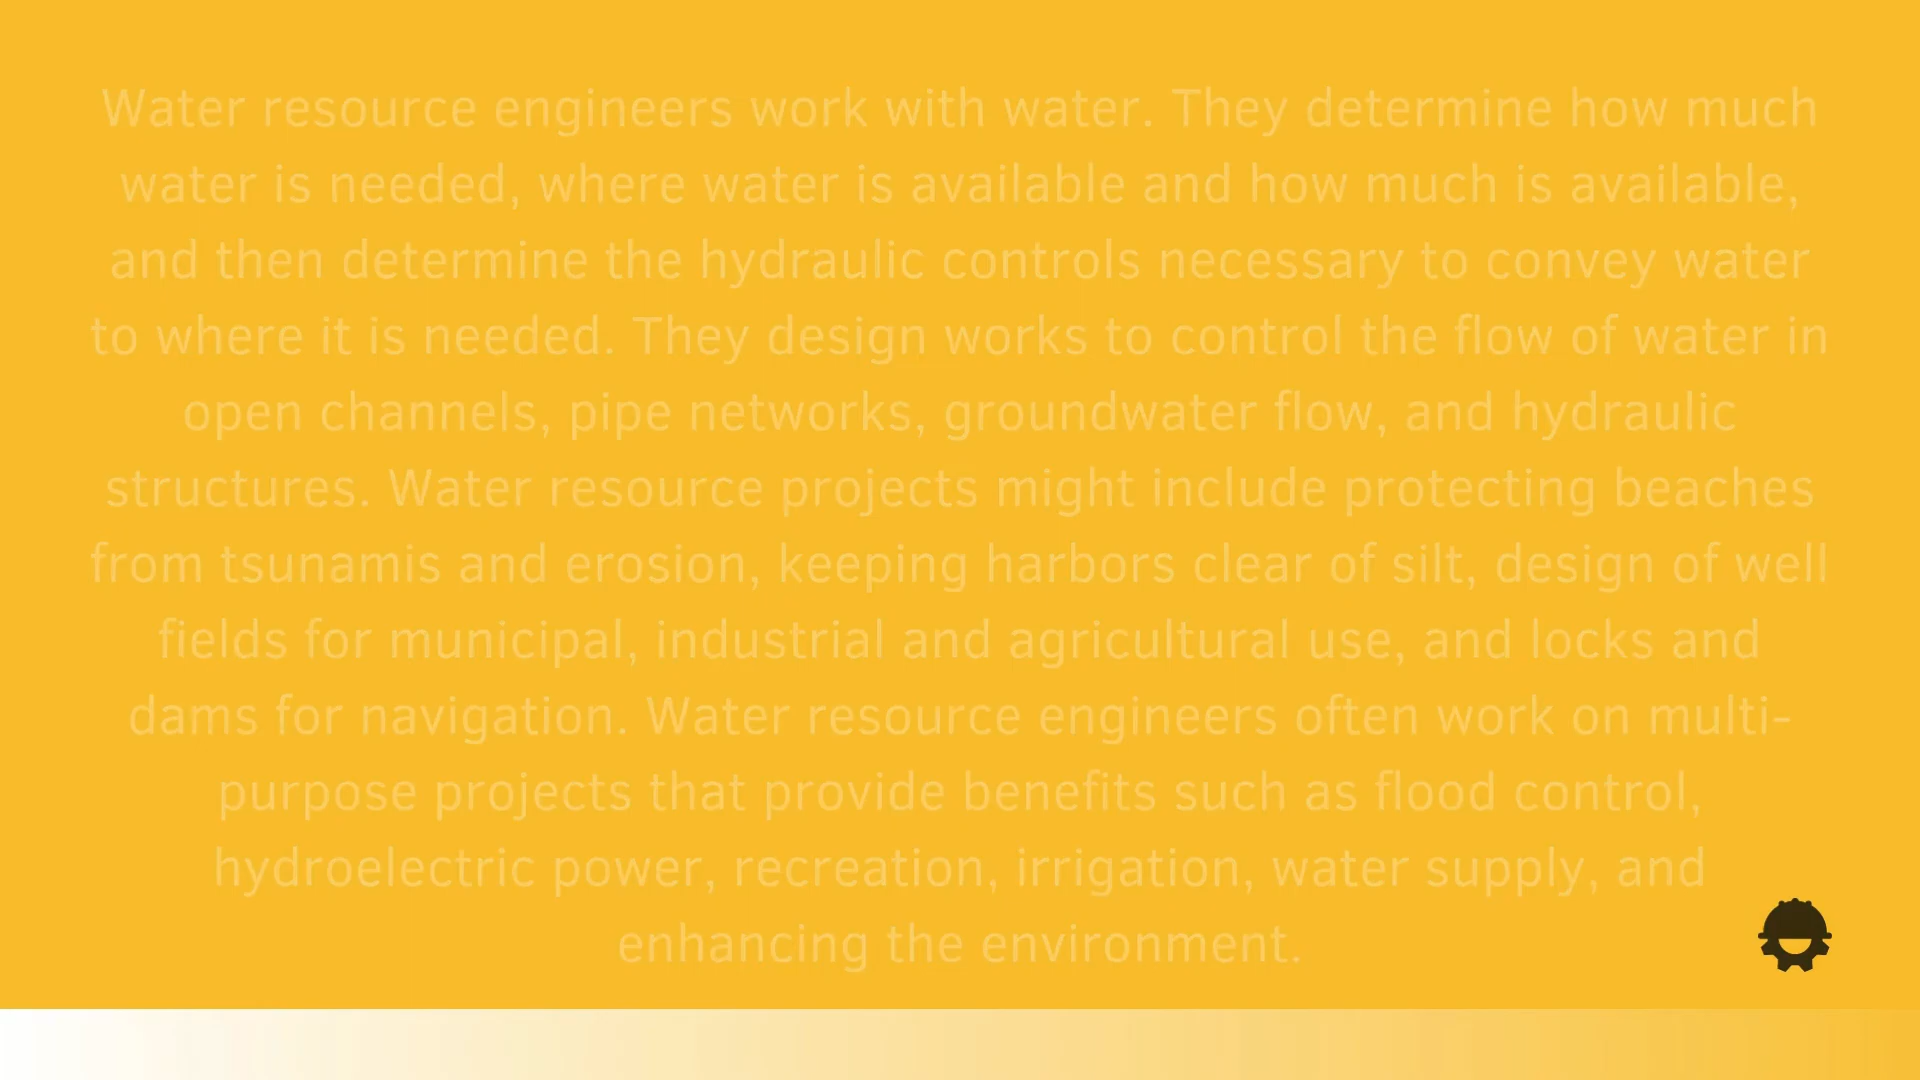 Water resource engineers work with water. They determine how much
water is needed, where water is available and how much is available,
and then determine the hydraulic controls necessary to convey water
to where it is needed. They design works to control the flow of water in
open channels, pipe networks, groundwater flow, and hydraulic
structures. Water resource projects might include protecting beaches
from tsunamis and erosion, keeping harbors clear of silt, design of well
fields for municipal, industrial and agricultural use, and locks and
dams for navigation. Water resource engineers often work on multi-
purpose projects that provide benefits such as flood control,
hydroelectric power, recreation, irrigation, water supply, and
enhancing the environment.